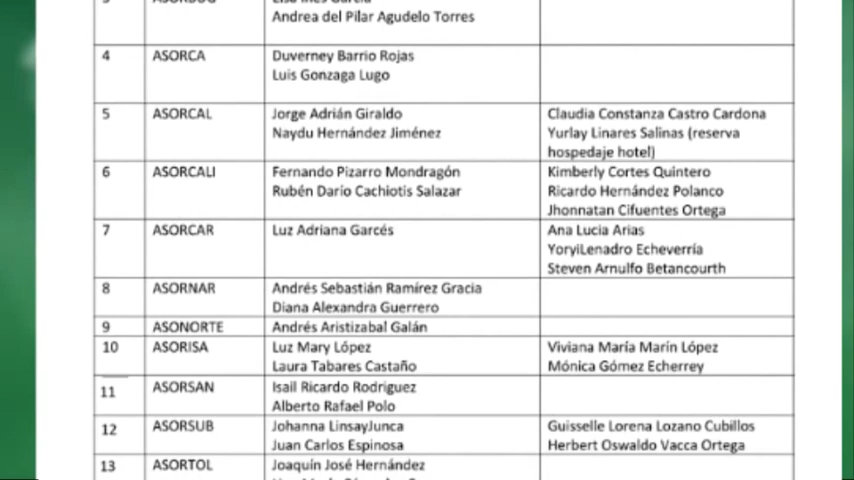 3 ASORBOG
Andrea del Pilar Agudelo Torres
4 ASORCA Duverney Barrio Rojas
Luis Gonzaga Lugo
5 ASORCAL Jorge Adrián Giraldo Claudia Constanza Castro Cardona
Naydu Hernández Jiménez Yurlay Linares Salinas (reserva
hospedaje hotel)
6 ASORCALI Fernando Pizarro Mondragón Kimberly Cortes Quintero
Rubén Darío Cachiotis Salazar Ricardo Hernández Polanco
Jhonnatan Cifuentes Ortega
7 ASORCAR Luz Adriana Garcés Ana Lucia Arias
YoryiLenadro Echeverría
Steven Arnulfo Betancourth
8 ASORNAR Andrés Sebastián Ramírez Gracia
Diana Alexandra Guerrero
9 ASONORTE Andrés Aristizabal Galán
10 ASORISA Luz Mary López Viviana María Marín López
Laura Tabares Castaño Mónica Gómez Echerrey
11 ASORSAN Isail Ricardo Rodriguez
Alberto Rafael Polo
12 ASORSUB Johanna LinsayJunca Guisselle Lorena Lozano Cubillos
Juan Carlos Espinosa Herbert Oswaldo Vacca Ortega
13 ASORTOL Joaquín José Hernández